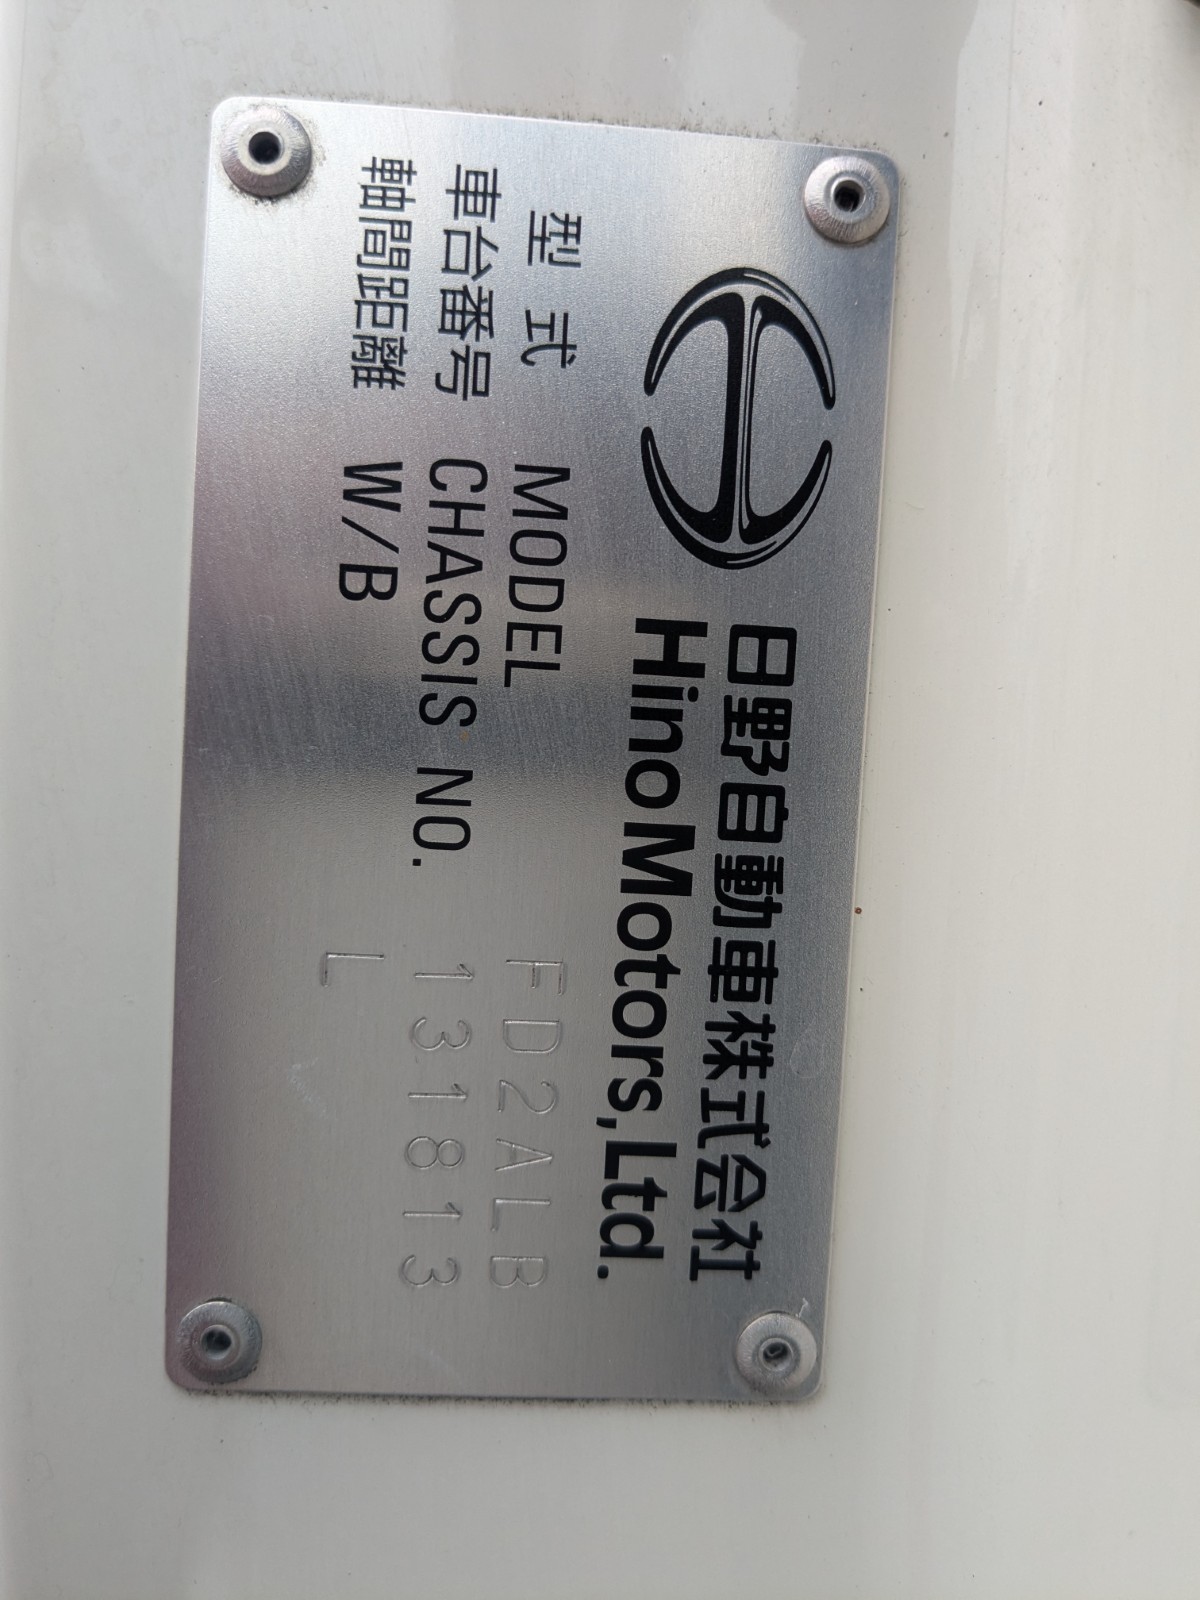 日野自動車株式会社
Hino Motors, Ltd.
型式 MODEL FD2ALB
車台番号 CHASSIS NO. 131813
軸間距離 W/B L